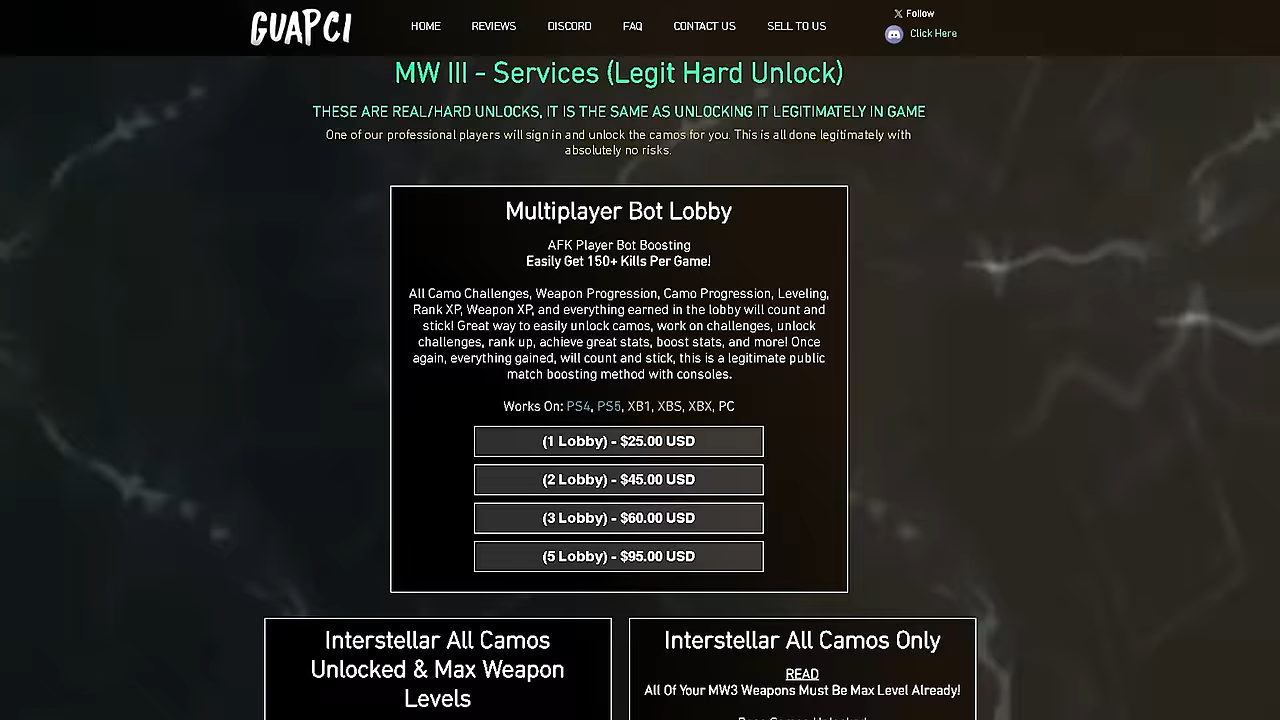 GUAPCI
HOME
REVIEWS
DISCORD
FAQ
CONTACT US
SELL TO US
X Follow
Click Here
MW III - Services (Legit Hard Unlock)
THESE ARE REAL/HARD UNLOCKS, IT IS THE SAME AS UNLOCKING IT LEGITIMATELY IN GAME
One of our professional players will sign in and unlock the camos for you. This is all done legitimately with
absolutely no risks.
Multiplayer Bot Lobby
AFK Player Bot Boosting
Easily Get 150+ Kills Per Game!
All Camo Challenges, Weapon Progression, Camo Progression, Leveling,
Rank XP, Weapon XP, and everything earned in the lobby will count and
stick! Great way to easily unlock camos, work on challenges, unlock
challenges, rank up, achieve great stats, boost stats, and more! Once
again, everything gained, will count and stick, this is a legitimate public
match boosting method with consoles.
Works On: PS4, PS5, XB1, XBS, XBX, PC
(1 Lobby) - $25.00 USD
(2 Lobby) - $45.00 USD
(3 Lobby) - $60.00 USD
(5 Lobby) - $95.00 USD
Interstellar All Camos
Unlocked & Max Weapon
Levels
Interstellar All Camos Only
READ
All Of Your MW3 Weapons Must Be Max Level Already!